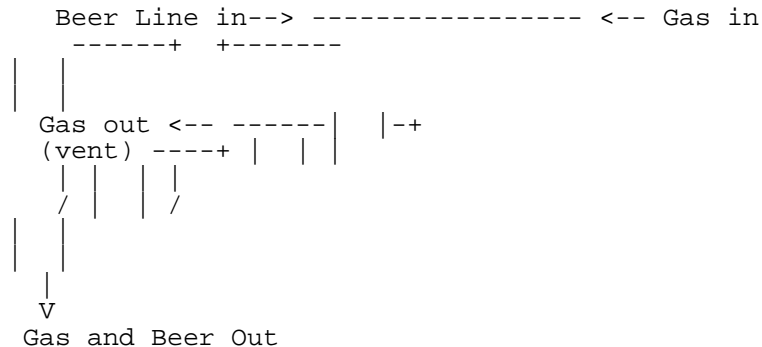 Beer Line in--> ----------------- <-- Gas in
------+ +-------
| |
| |
Gas out <-- ------| |-+
(vent) ----+ | | |
| | | |
/ | | /
| |
| |
|
V
Gas and Beer Out